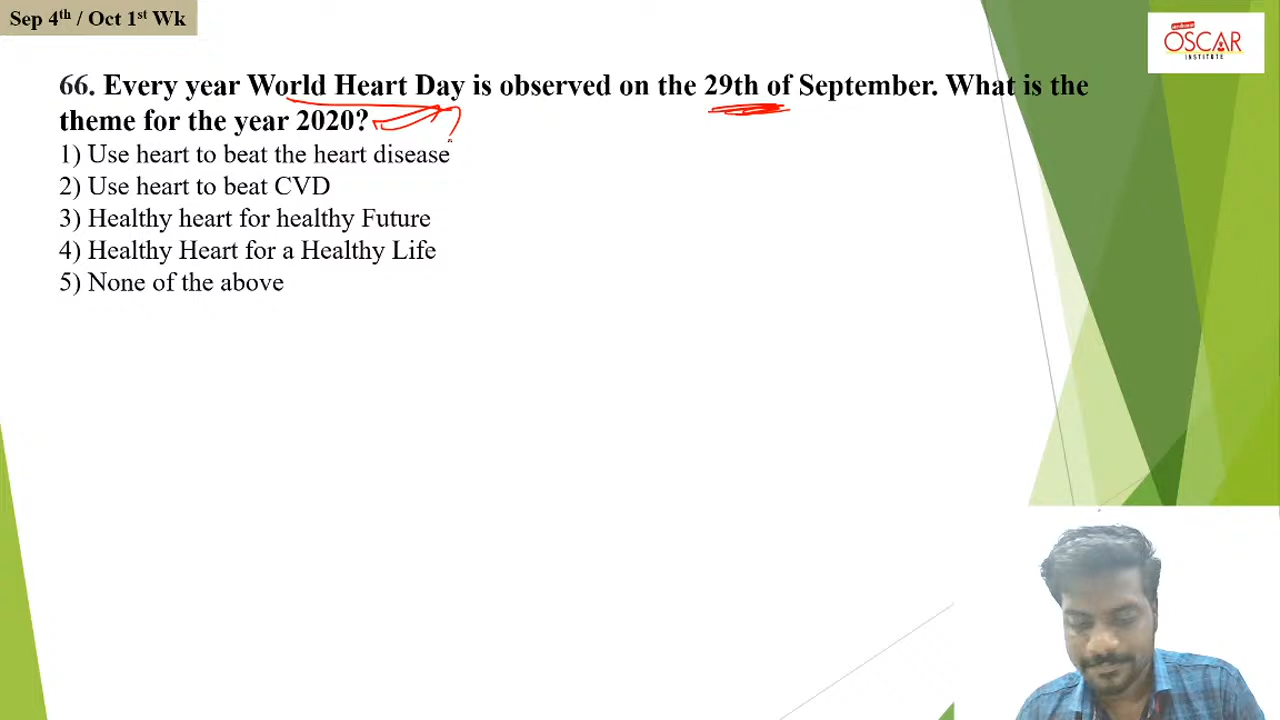 Sep 4th / Oct 1st Wk
OSCAR
INSTITUTE
66. Every year World Heart Day is observed on the 29th of September. What is the
theme for the year 2020?
1) Use heart to beat the heart disease
2) Use heart to beat CVD
3) Healthy heart for healthy Future
4) Healthy Heart for a Healthy Life
5) None of the above